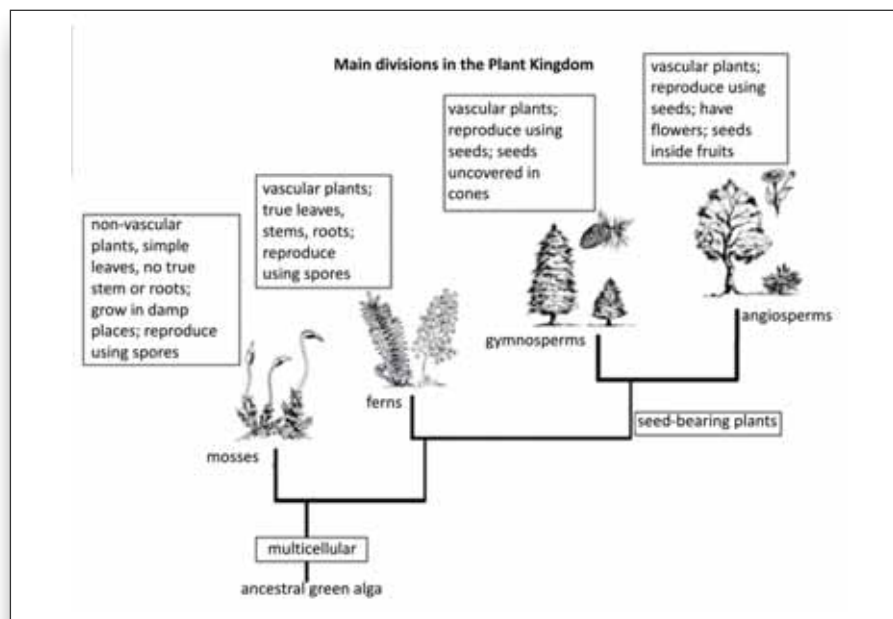 Main divisions in the Plant Kingdom
non-vascular
plants, simple
leaves, no true
stem or roots;
grow in damp
places; reproduce
using spores
vascular plants;
true leaves,
stems, roots;
reproduce
using spores
vascular plants;
reproduce using
seeds; seeds
uncovered in
cones
vascular plants;
reproduce using
seeds; have
flowers; seeds
inside fruits
mosses
ferns
gymnosperms
angiosperms
seed-bearing plants
multicellular
ancestral green alga